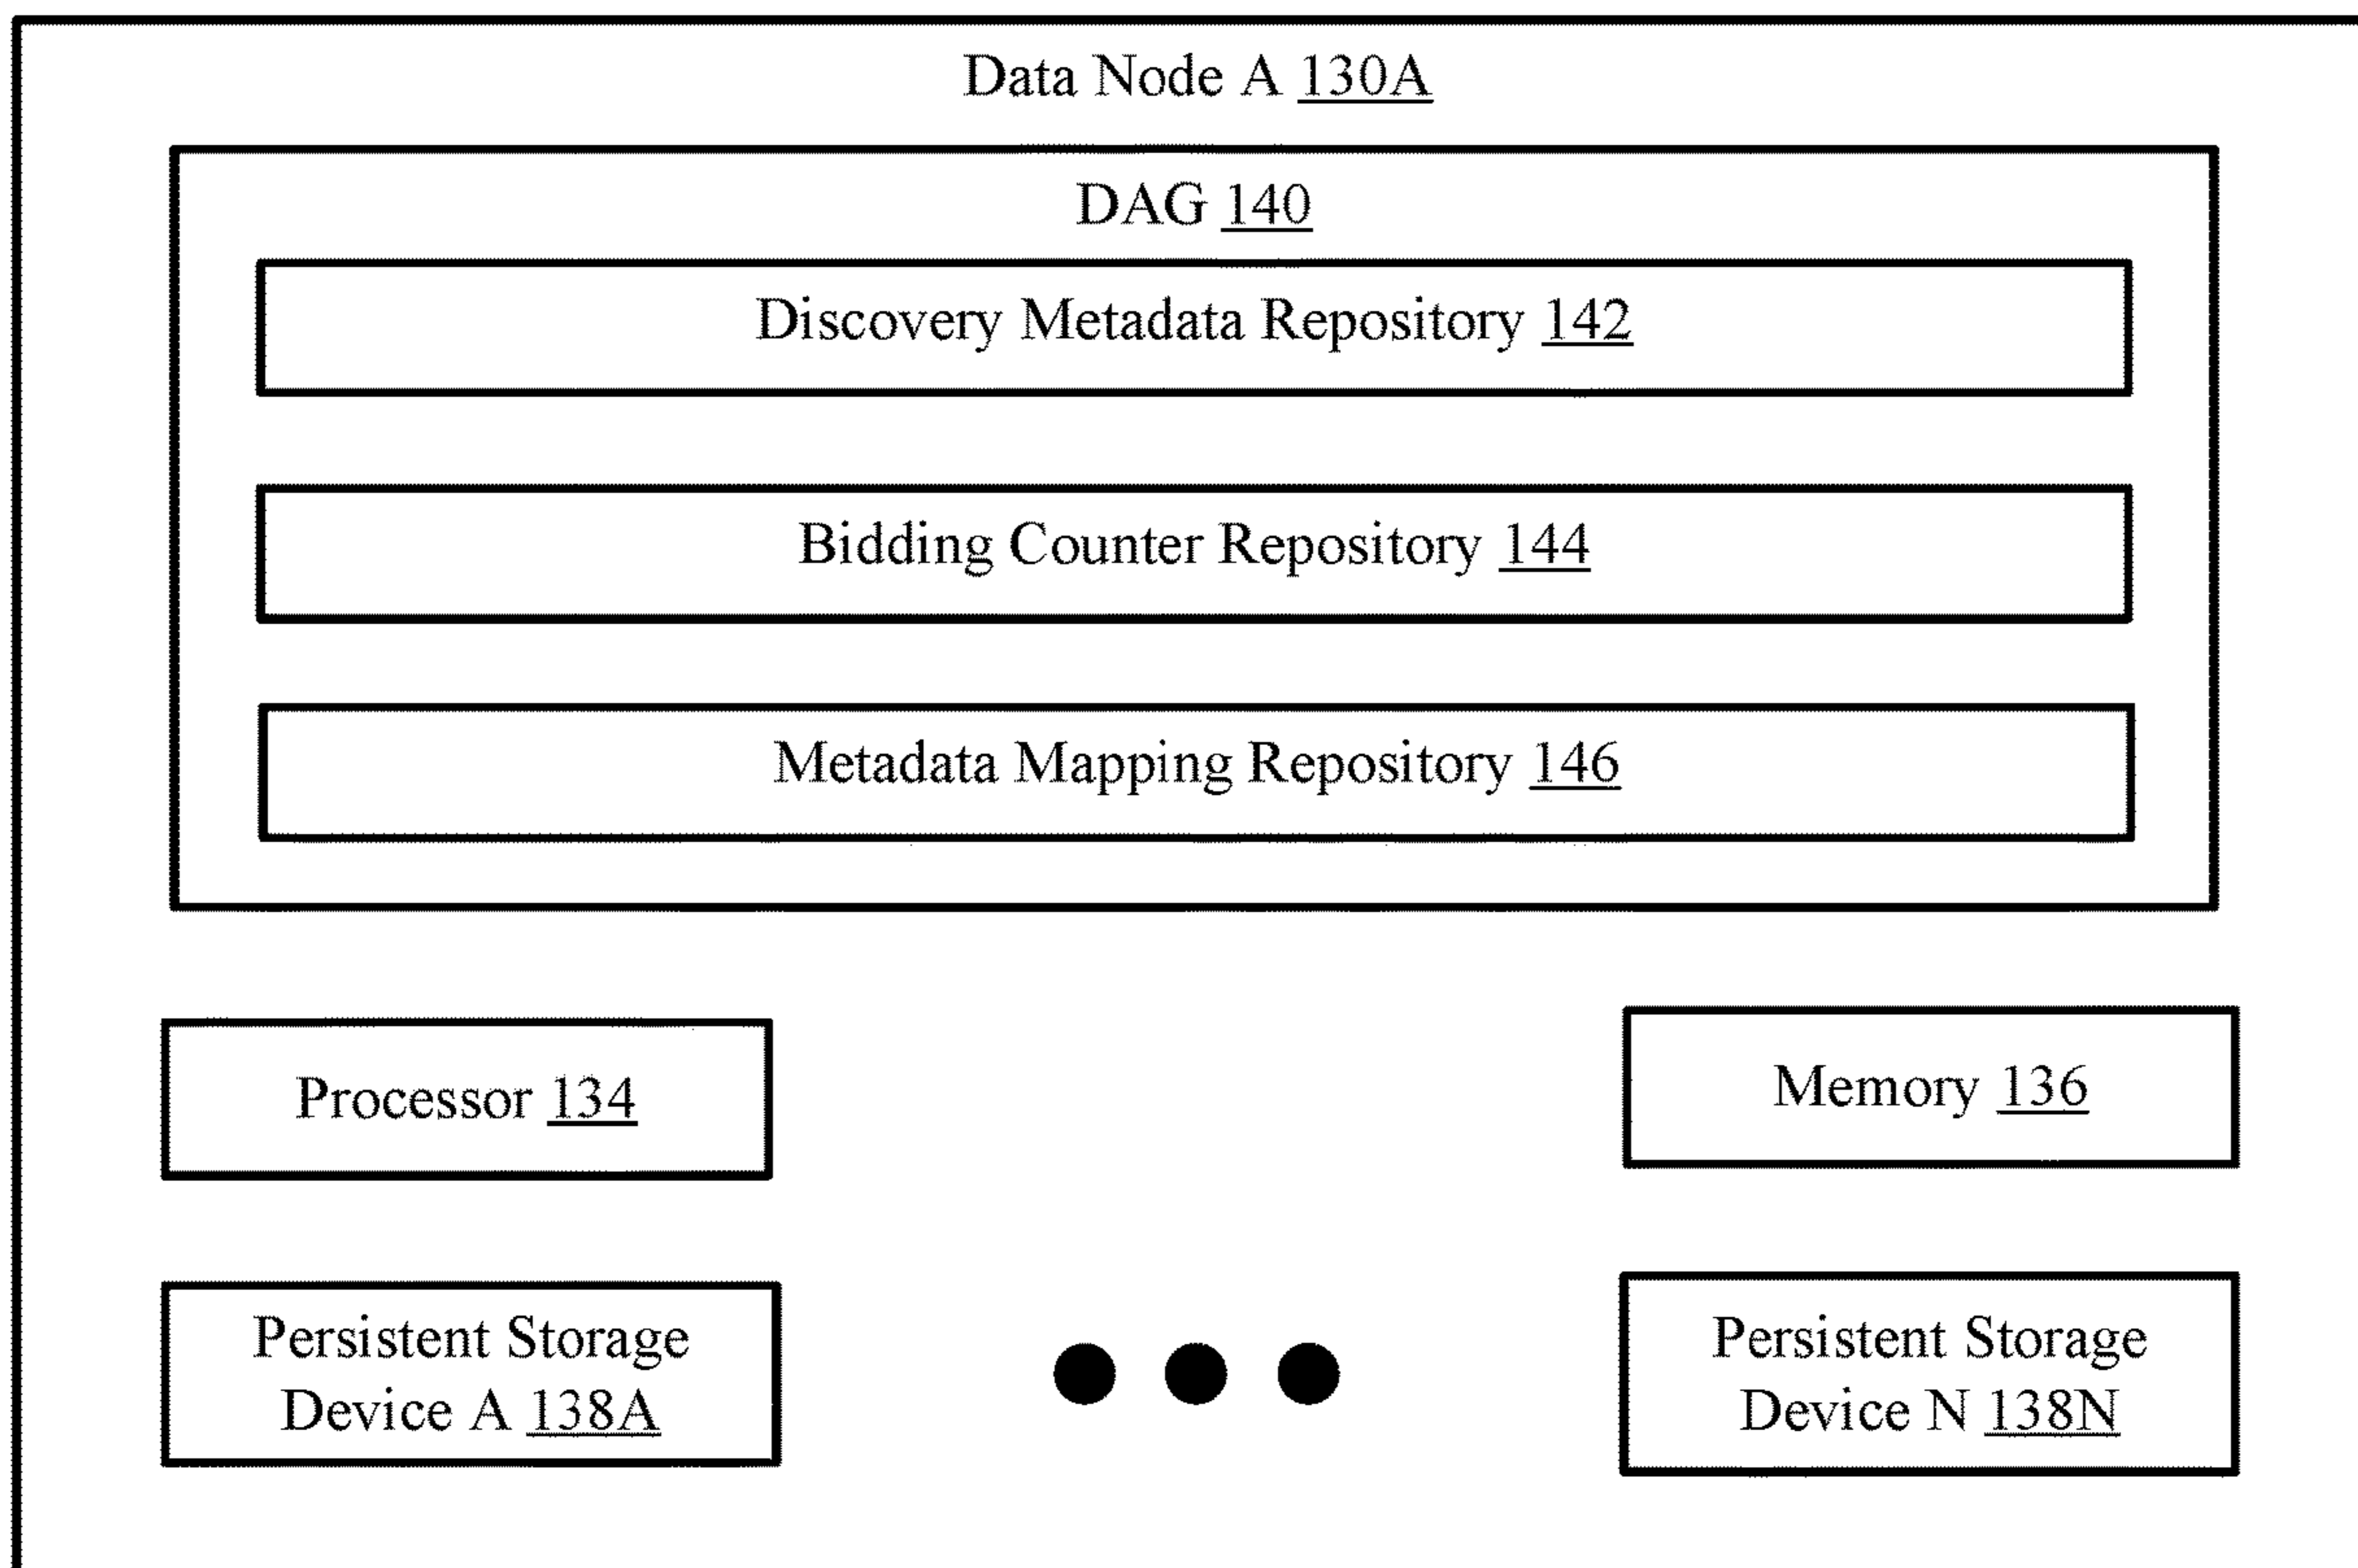 Data Node A 130A
DAG 140
Discovery Metadata Repository 142
Bidding Counter Repository 144
Metadata Mapping Repository 146
Processor 134
Memory 136
Persistent Storage
Device A 138A
Persistent Storage
Device N 138N